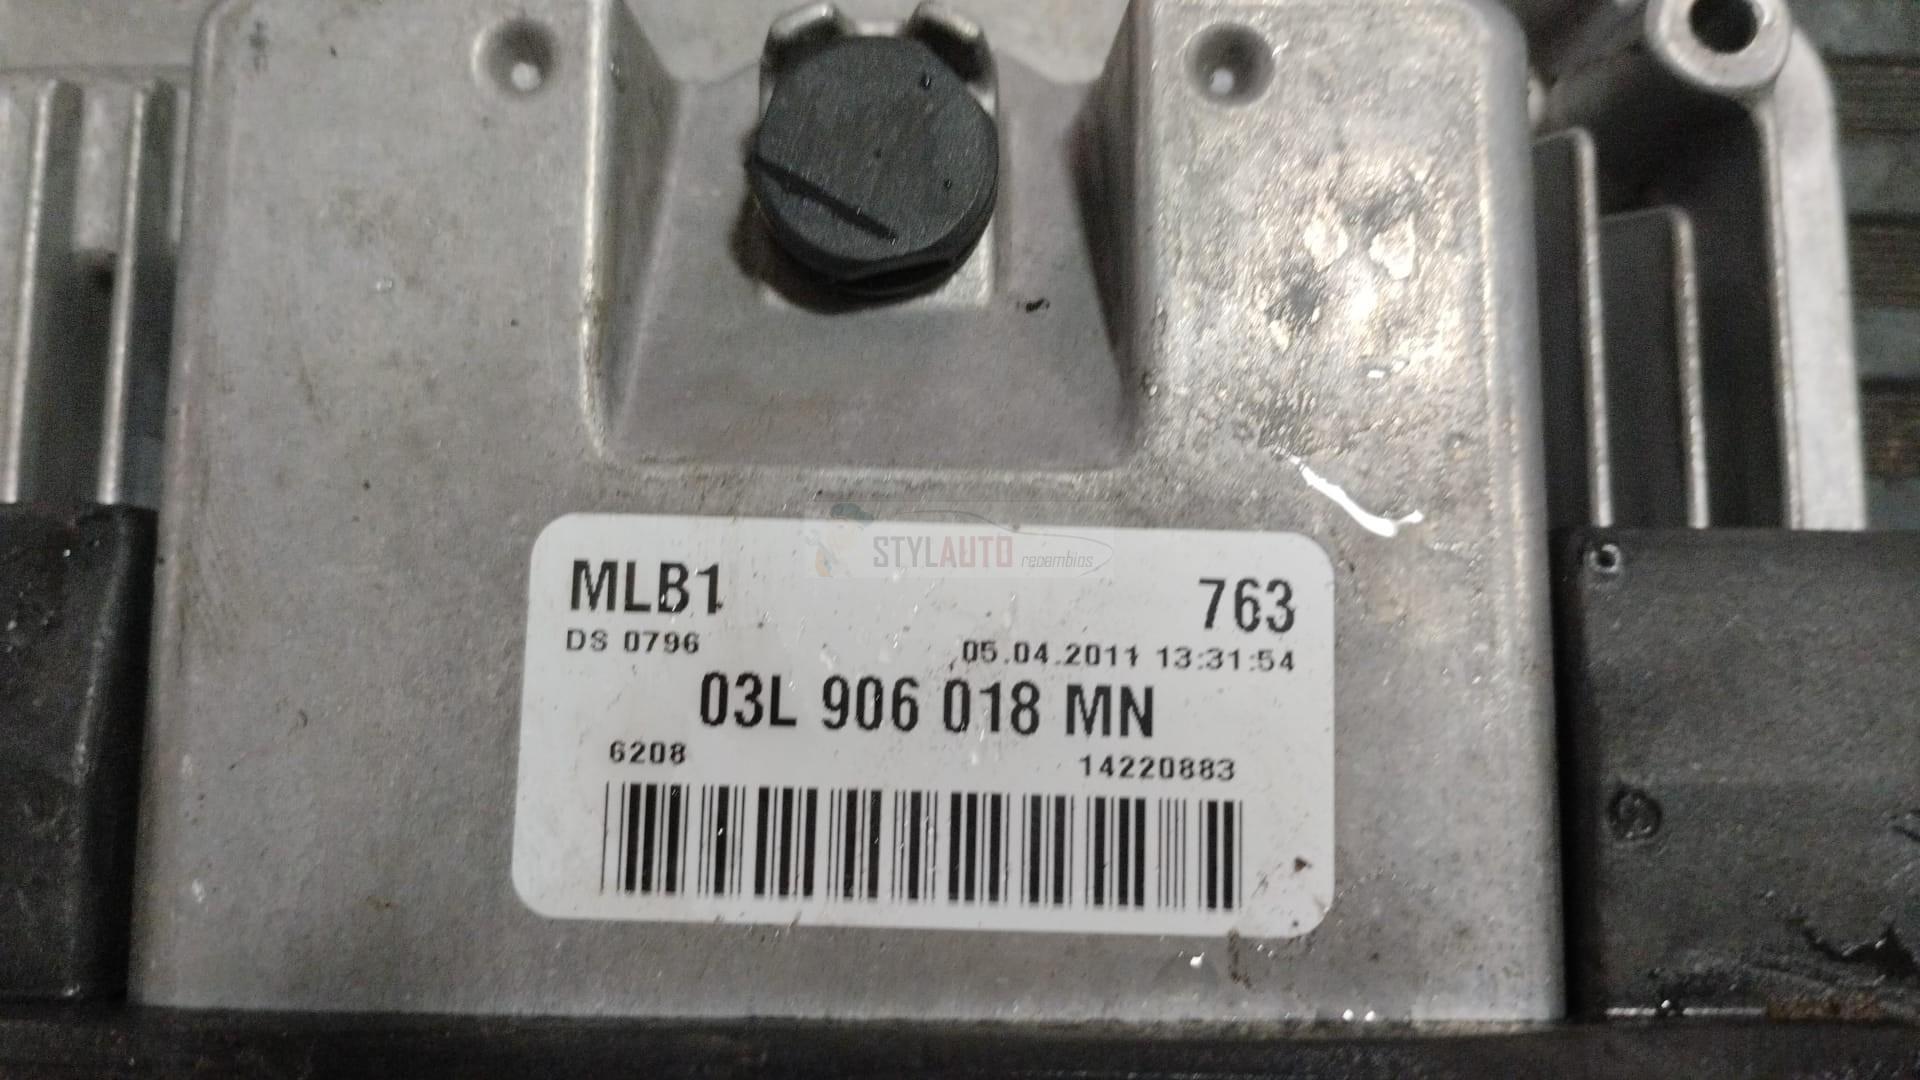 STYLAUTO recambios
MLB1 763
DS 0796 05.04.2011 13:31:54
03L 906 018 MN
6208 14220883